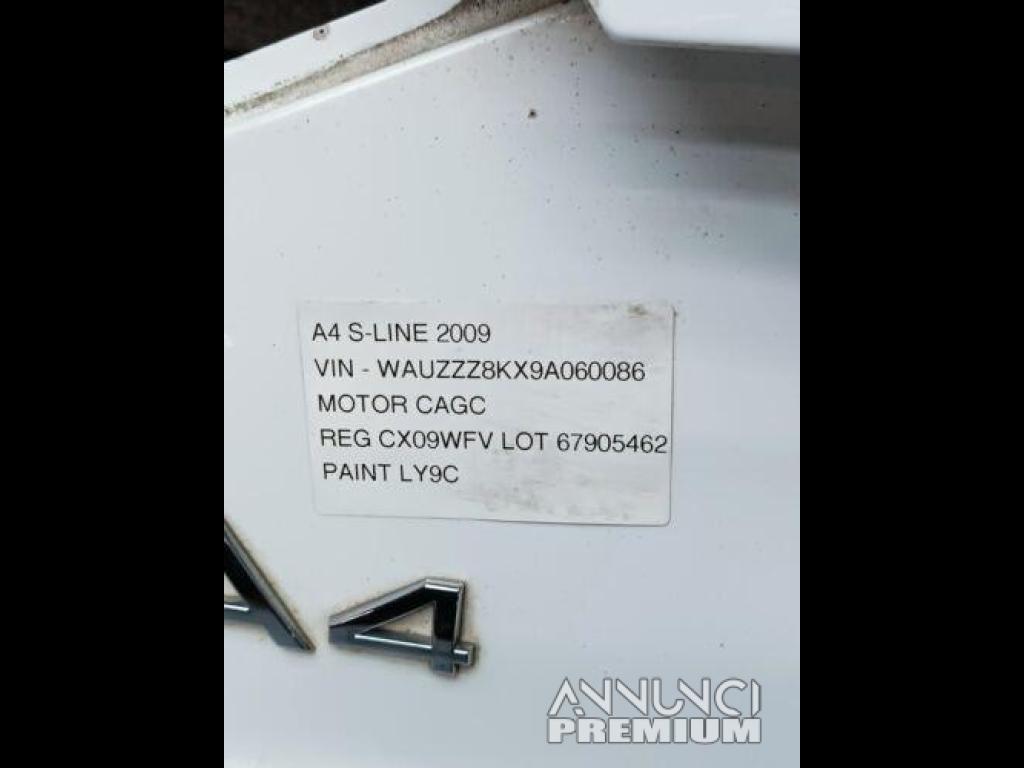 A4 S-LINE 2009
VIN - WAUZZZ8KX9A060086
MOTOR CAGC
REG CX09WFV LOT 67905462
PAINT LY9C
A4
ANNUNCI
PREMIUM